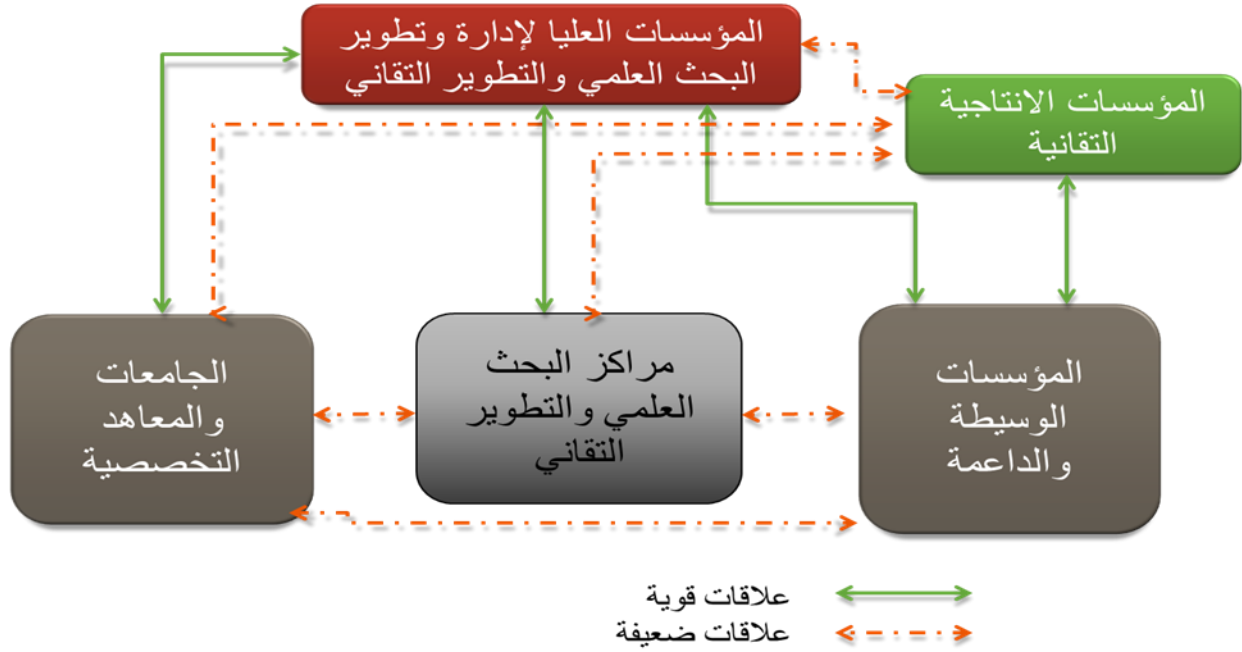 المؤسسات العليا لإدارة وتطوير
البحث العلمي والتطوير التقاني
المؤسسات الانتاجية
التقانية
المؤسسات
الوسيطة
والداعمة
مراكز البحث
العلمي والتطوير
التقاني
الجامعات
والمعاهد
التخصصية
علاقات قوية
علاقات ضعيفة